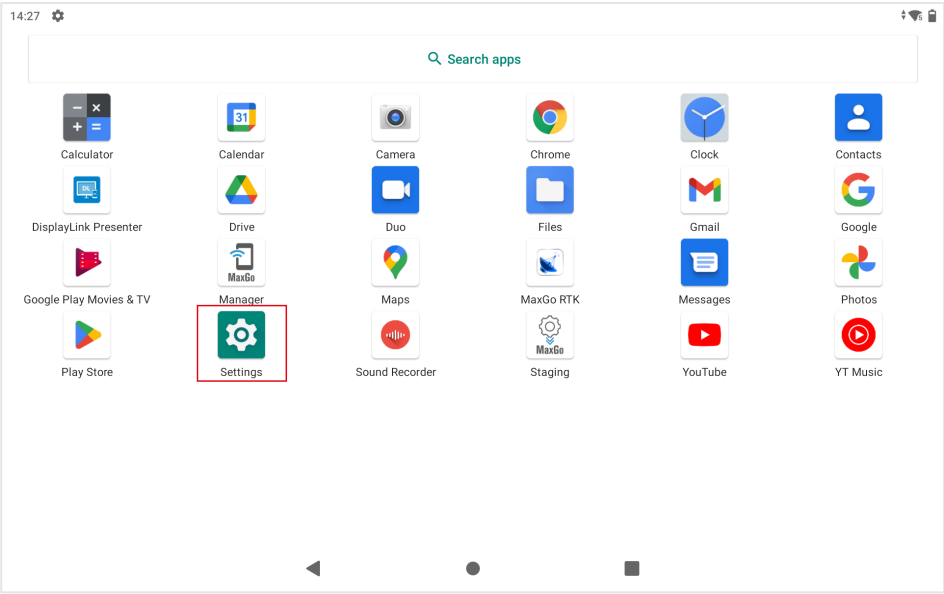 14:27
Search apps
31
Calculator Calendar Camera Chrome Clock Contacts
DL
DisplayLink Presenter Drive Duo Files Gmail Google
MaxGo
Google Play Movies & TV Manager Maps MaxGo RTK Messages Photos
MaxGo
Play Store Settings Sound Recorder Staging YouTube YT Music